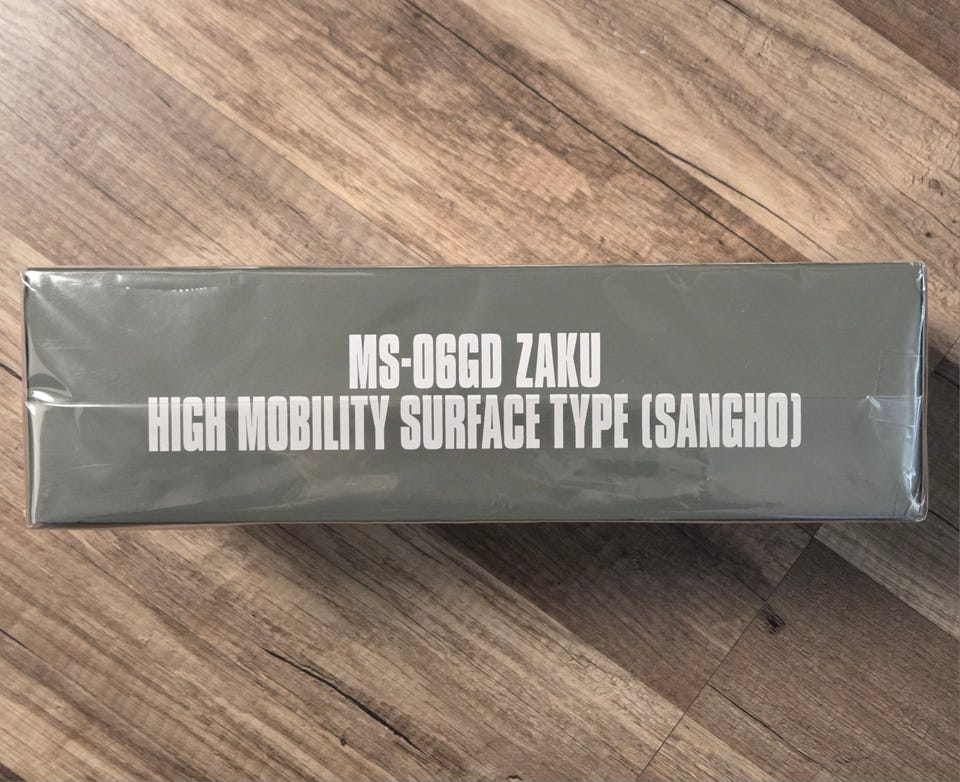 MS-06GD ZAKU
HIGH MOBILITY SURFACE TYPE (SANGHO)